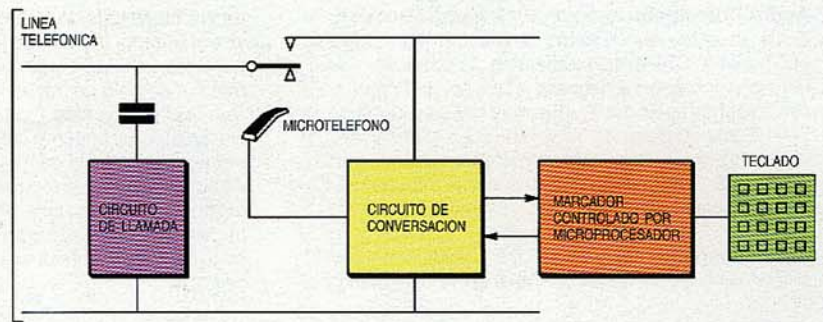 LINEA
TELEFONICA
MICROTELEFONO
TECLADO
CIRCUITO
DE LLAMADA
CIRCUITO DE
CONVERSACION
MARCADOR
CONTROLADO POR
MICROPROCESADOR